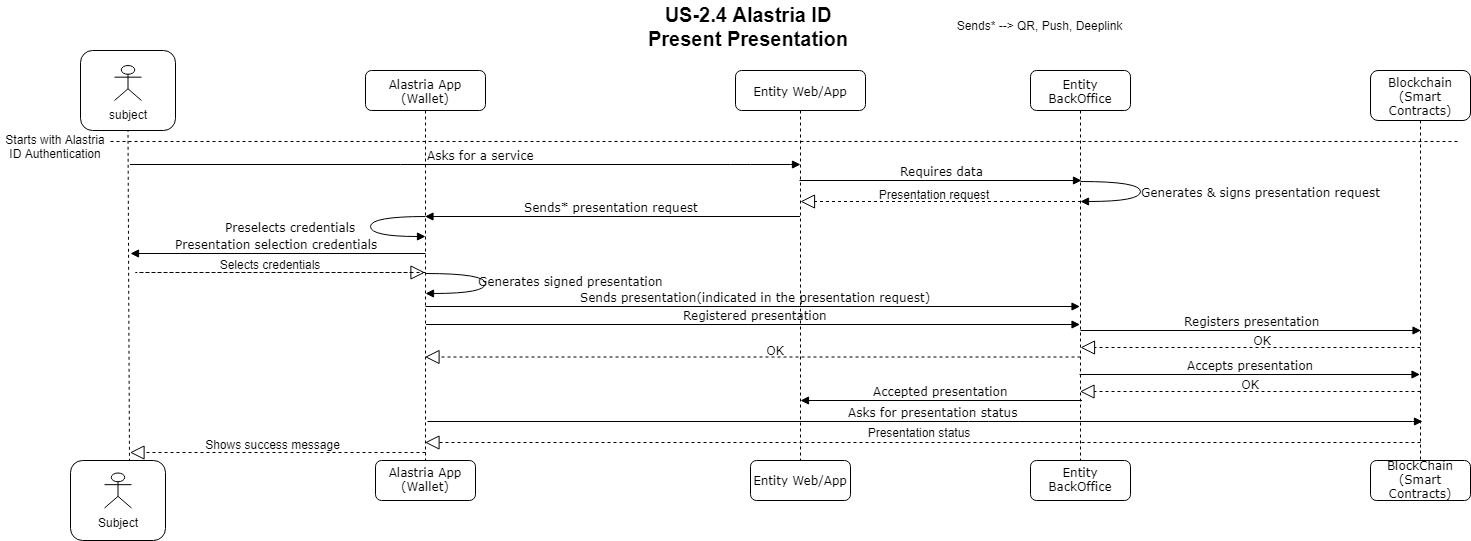 US-2.4 Alastria ID
Present Presentation
Sends* --> QR, Push, Deeplink
subject
Alastria App
(Wallet)
Entity Web/App
Entity
BackOffice
Blockchain
(Smart
Contracts)
Starts with Alastria
ID Authentication
Asks for a service
Requires data
Generates & signs presentation request
Presentation request
Sends* presentation request
Preselects credentials
Presentation selection credentials
Selects credentials
Generates signed presentation
Sends presentation(indicated in the presentation request)
Registered presentation
Registers presentation
OK
OK
Accepts presentation
OK
Accepted presentation
Asks for presentation status
Presentation status
Shows success message
Subject
Alastria App
(Wallet)
Entity Web/App
Entity
BackOffice
BlockChain
(Smart
Contracts)